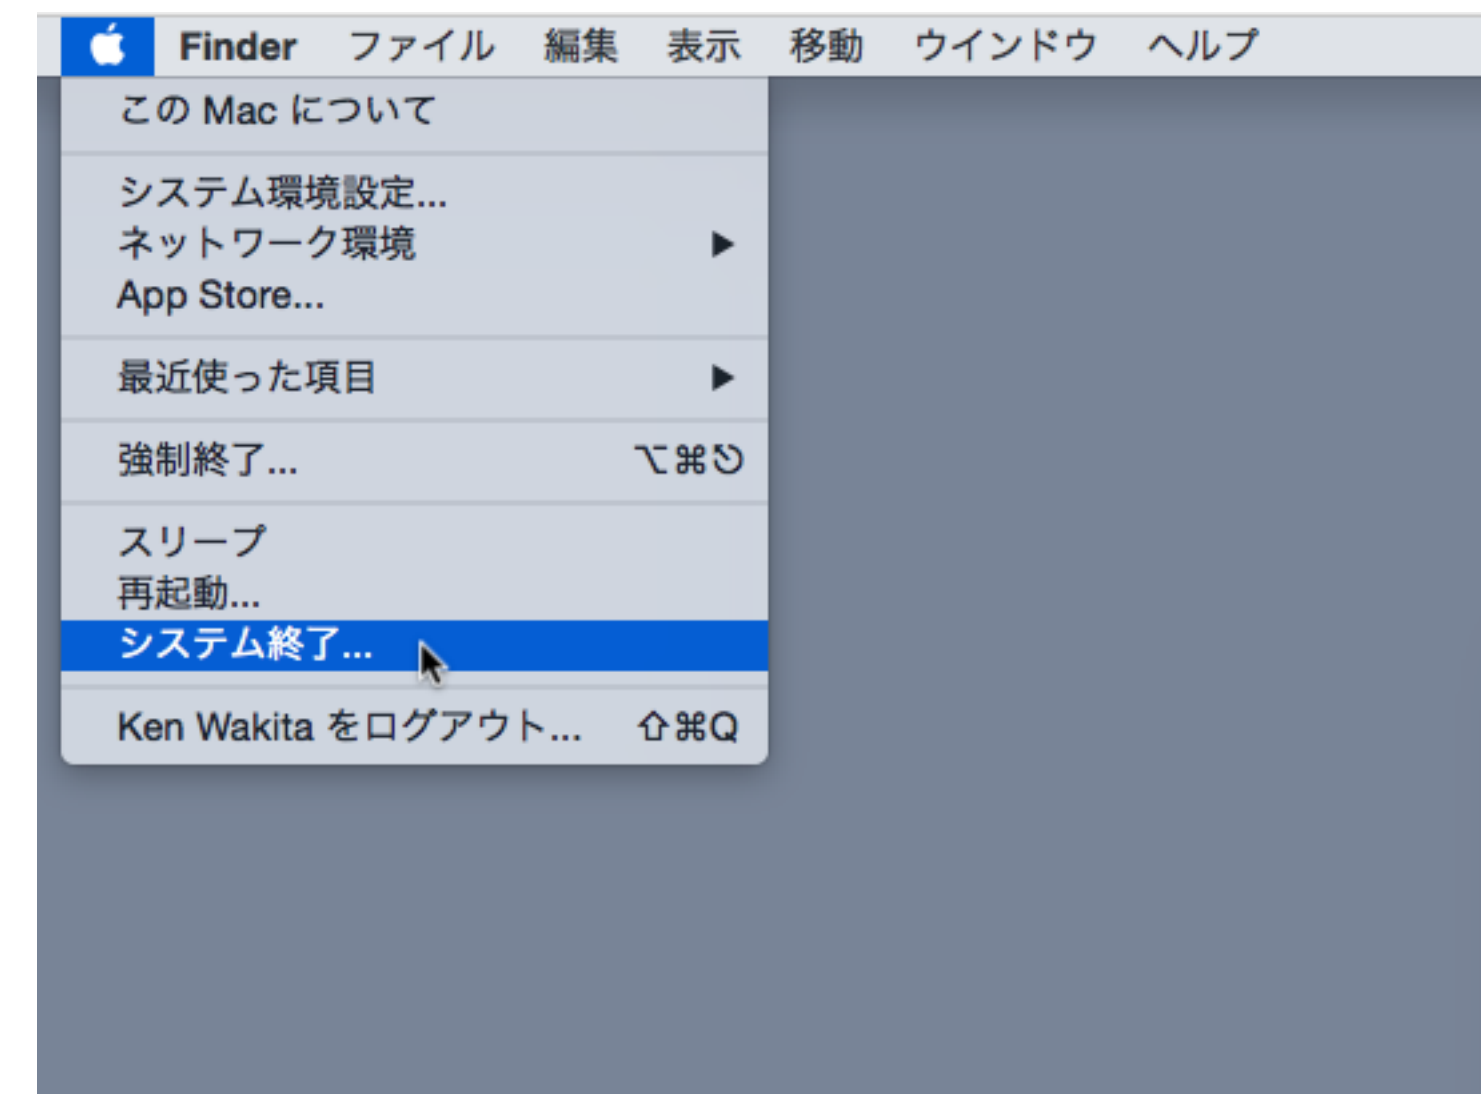 Finder ファイル 編集 表示 移動 ウインドウ ヘルプ
この Mac について
システム環境設定...
ネットワーク環境 ▶
App Store...
最近使った項目 ▶
強制終了... ⌥⌘⎋
スリープ
再起動...
システム終了...
Ken Wakita をログアウト... ⇧⌘Q